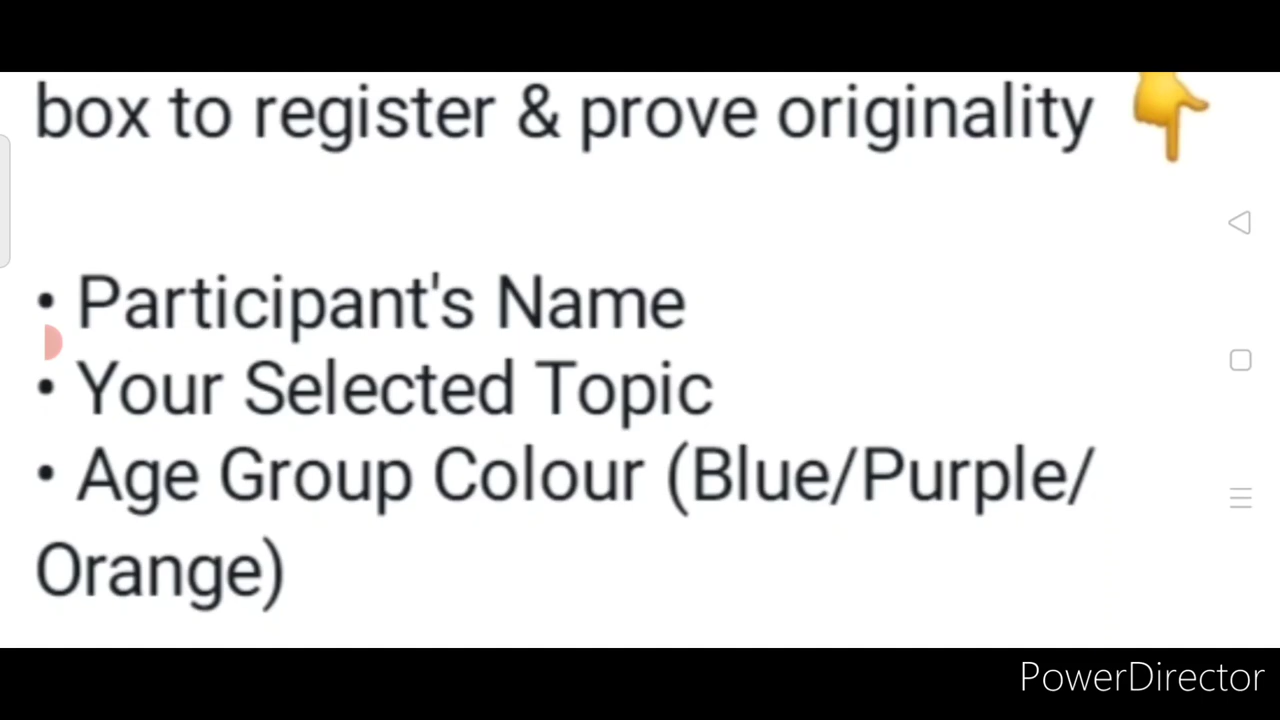 box to register & prove originality 👇
• Participant's Name
• Your Selected Topic
• Age Group Colour (Blue/Purple/
Orange)
PowerDirector